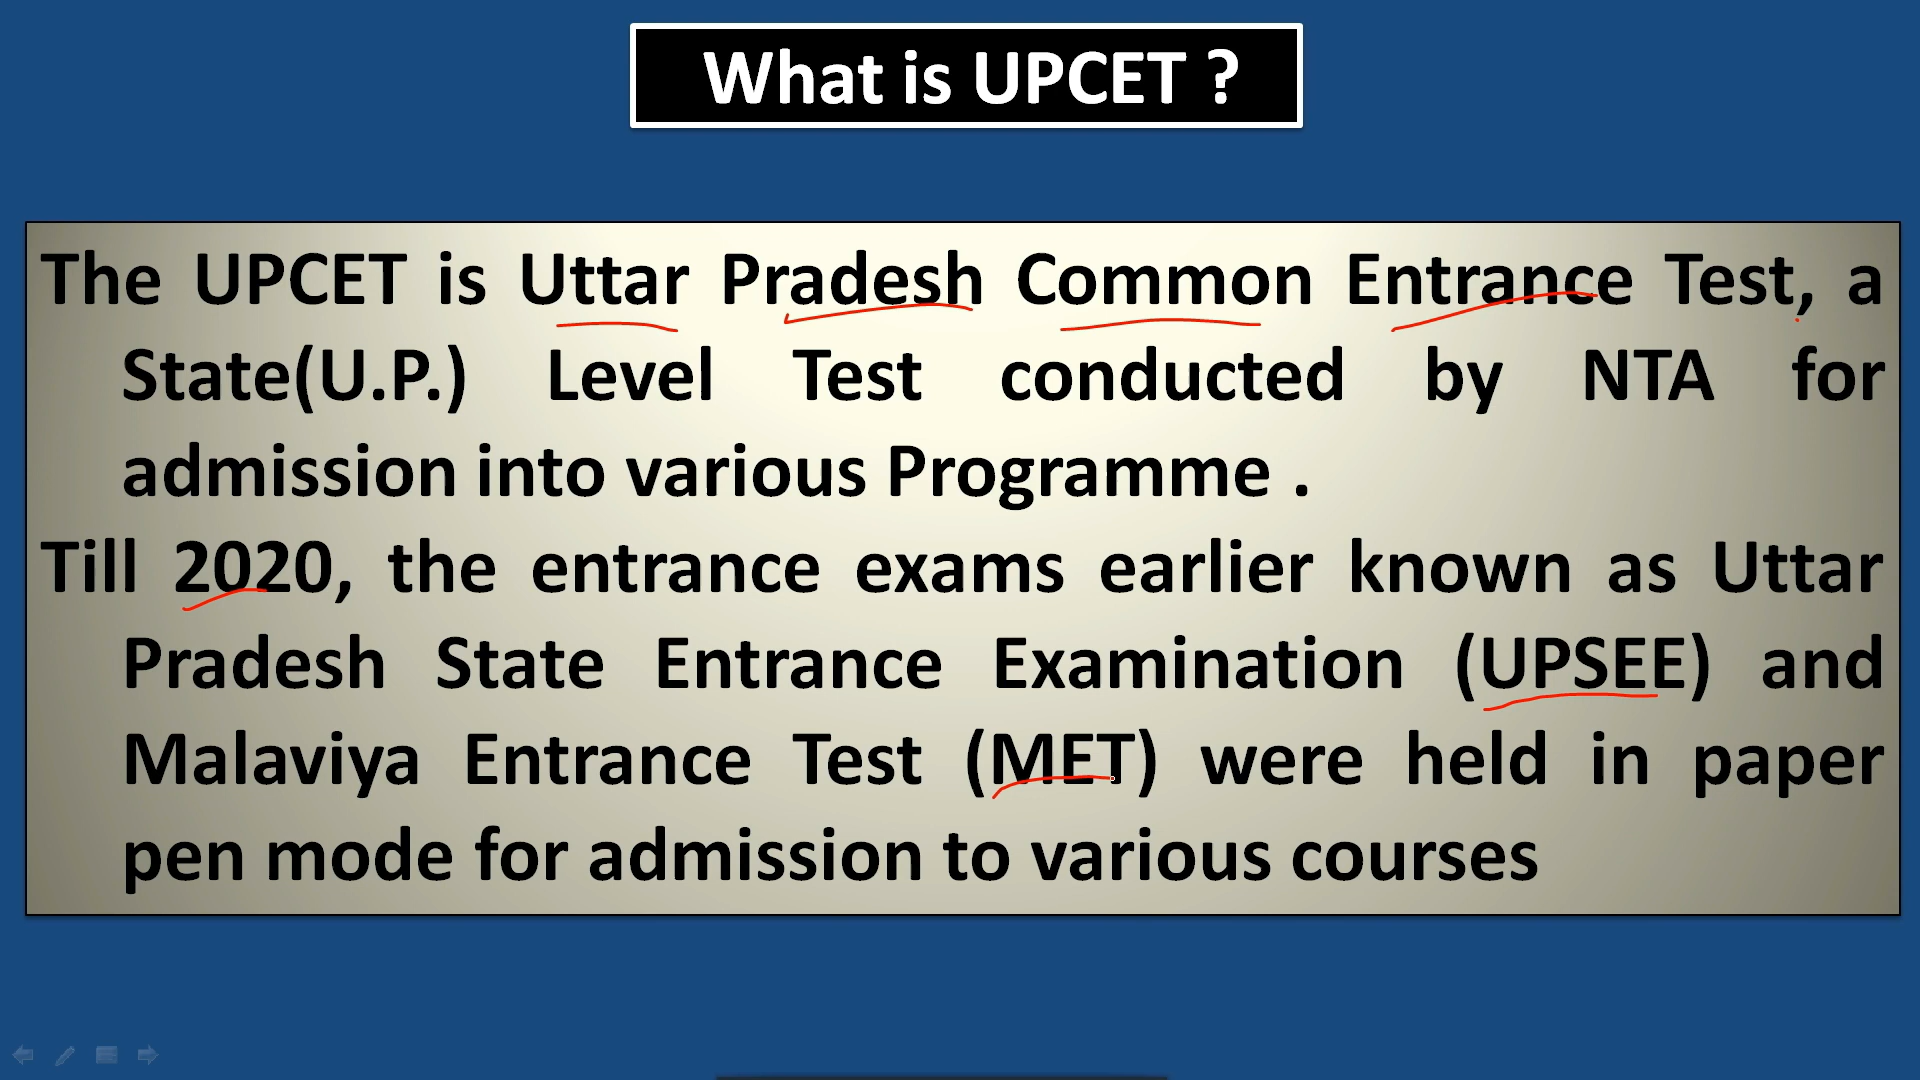 What is UPCET ?
The UPCET is Uttar Pradesh Common Entrance Test, a
State(U.P.) Level Test conducted by NTA for
admission into various Programme .
Till 2020, the entrance exams earlier known as Uttar
Pradesh State Entrance Examination (UPSEE) and
Malaviya Entrance Test (MET) were held in paper
pen mode for admission to various courses